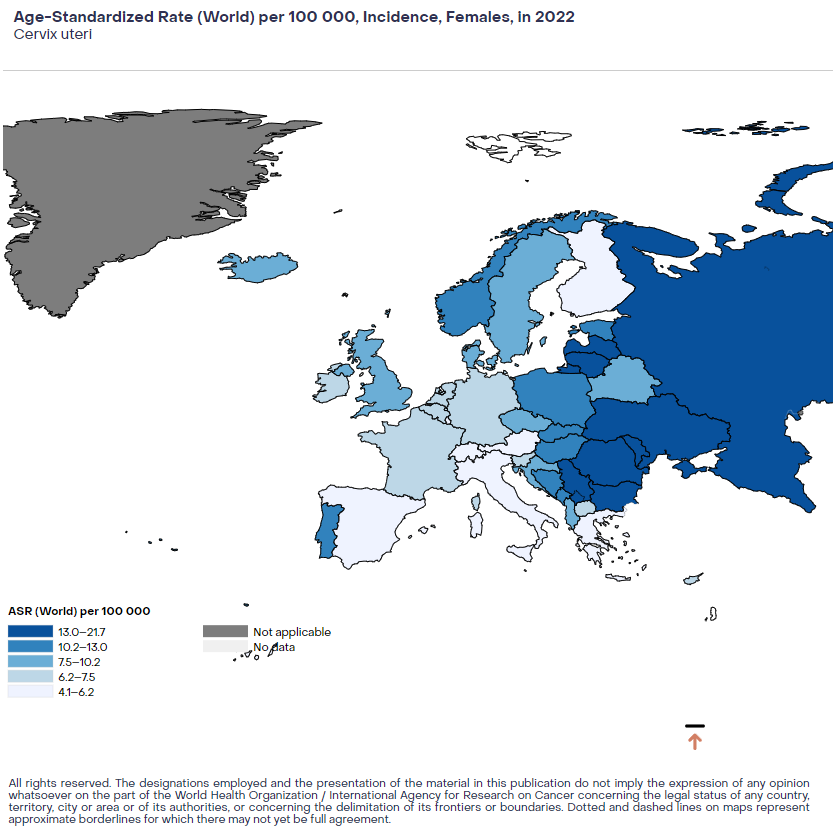 Age-Standardized Rate (World) per 100 000, Incidence, Females, in 2022
Cervix uteri
ASR (World) per 100 000
13.0–21.7
10.2–13.0
7.5–10.2
6.2–7.5
4.1–6.2
Not applicable
No data
All rights reserved. The designations employed and the presentation of the material in this publication do not imply the expression of any opinion
whatsoever on the part of the World Health Organization / International Agency for Research on Cancer concerning the legal status of any country,
territory, city or area or of its authorities, or concerning the delimitation of its frontiers or boundaries. Dotted and dashed lines on maps represent
approximate borderlines for which there may not yet be full agreement.